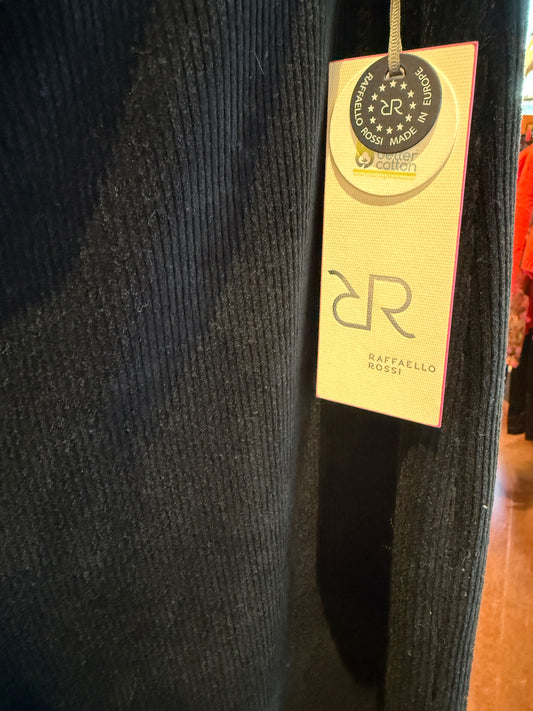 RAFFAELLO ROSSI MADE IN EUROPE
RR
better
cotton
RR
RAFFAELLO
ROSSI